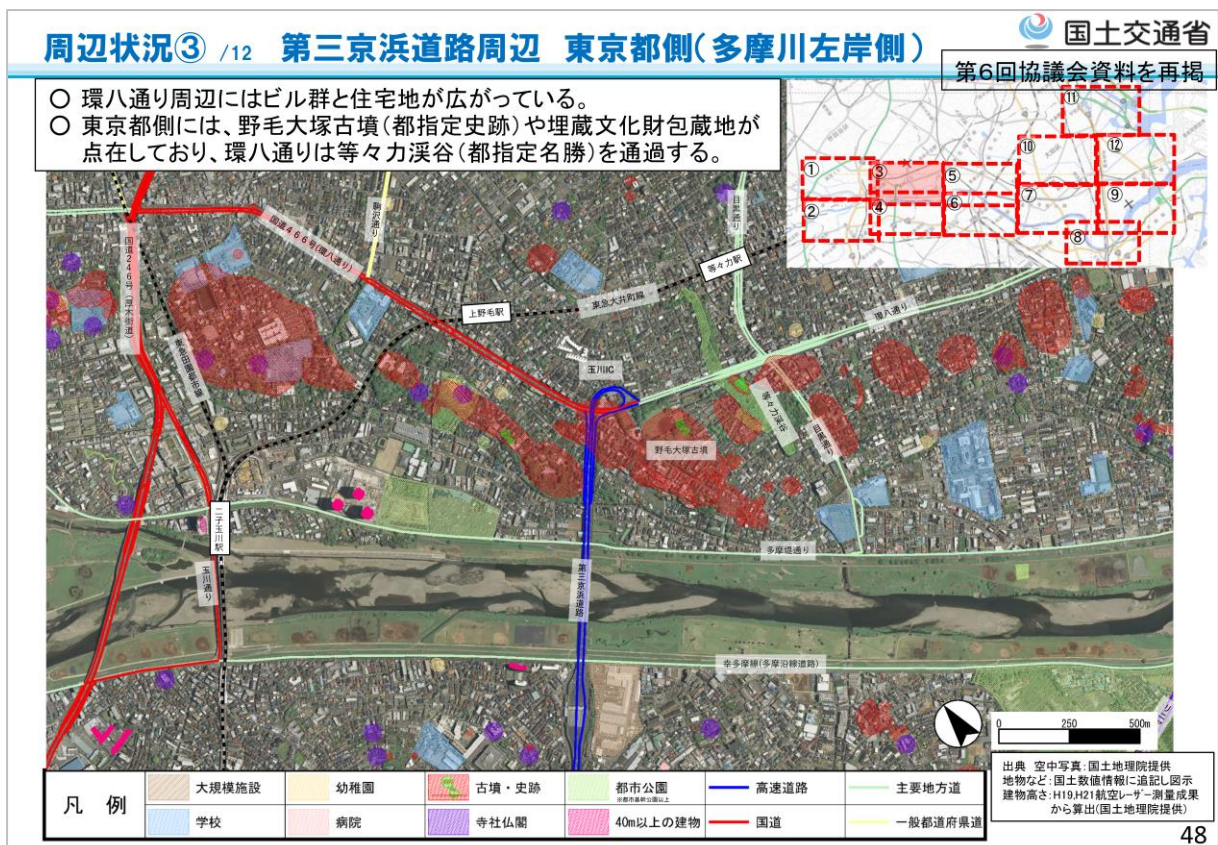 周辺状況③ /12 第三京浜道路周辺 東京都側(多摩川左岸側)
国土交通省
第6回協議会資料を再掲
○ 環八通り周辺にはビル群と住宅地が広がっている。
○ 東京都側には、野毛大塚古墳(都指定史跡)や埋蔵文化財包蔵地が
点在しており、環八通りは等々力渓谷(都指定名勝)を通過する。
①
②
③
④
⑤
⑥
⑦
⑧
⑨
⑩
⑪
⑫
国道246号(厚木街道)
東急田園都市線
国道466号(環八通り)
駒沢通り
上野毛駅
東急大井町線
等々力駅
目黒通り
環八通り
玉川IC
等々力渓谷
目黒通り
野毛大塚古墳
二子玉川駅
玉川通り
多摩堤通り
第三京浜道路
幸多摩線(多摩沿線道路)
0 250 500m
凡 例
大規模施設
幼稚園
古墳・史跡
都市公園
※都市基幹公園以上
高速道路
主要地方道
学校
病院
寺社仏閣
40m以上の建物
国道
一般都道府県道
出典 空中写真:国土地理院提供
地物など:国土数値情報に追記し図示
建物高さ:H19,H21航空レーザー測量成果
から算出(国土地理院提供)
48